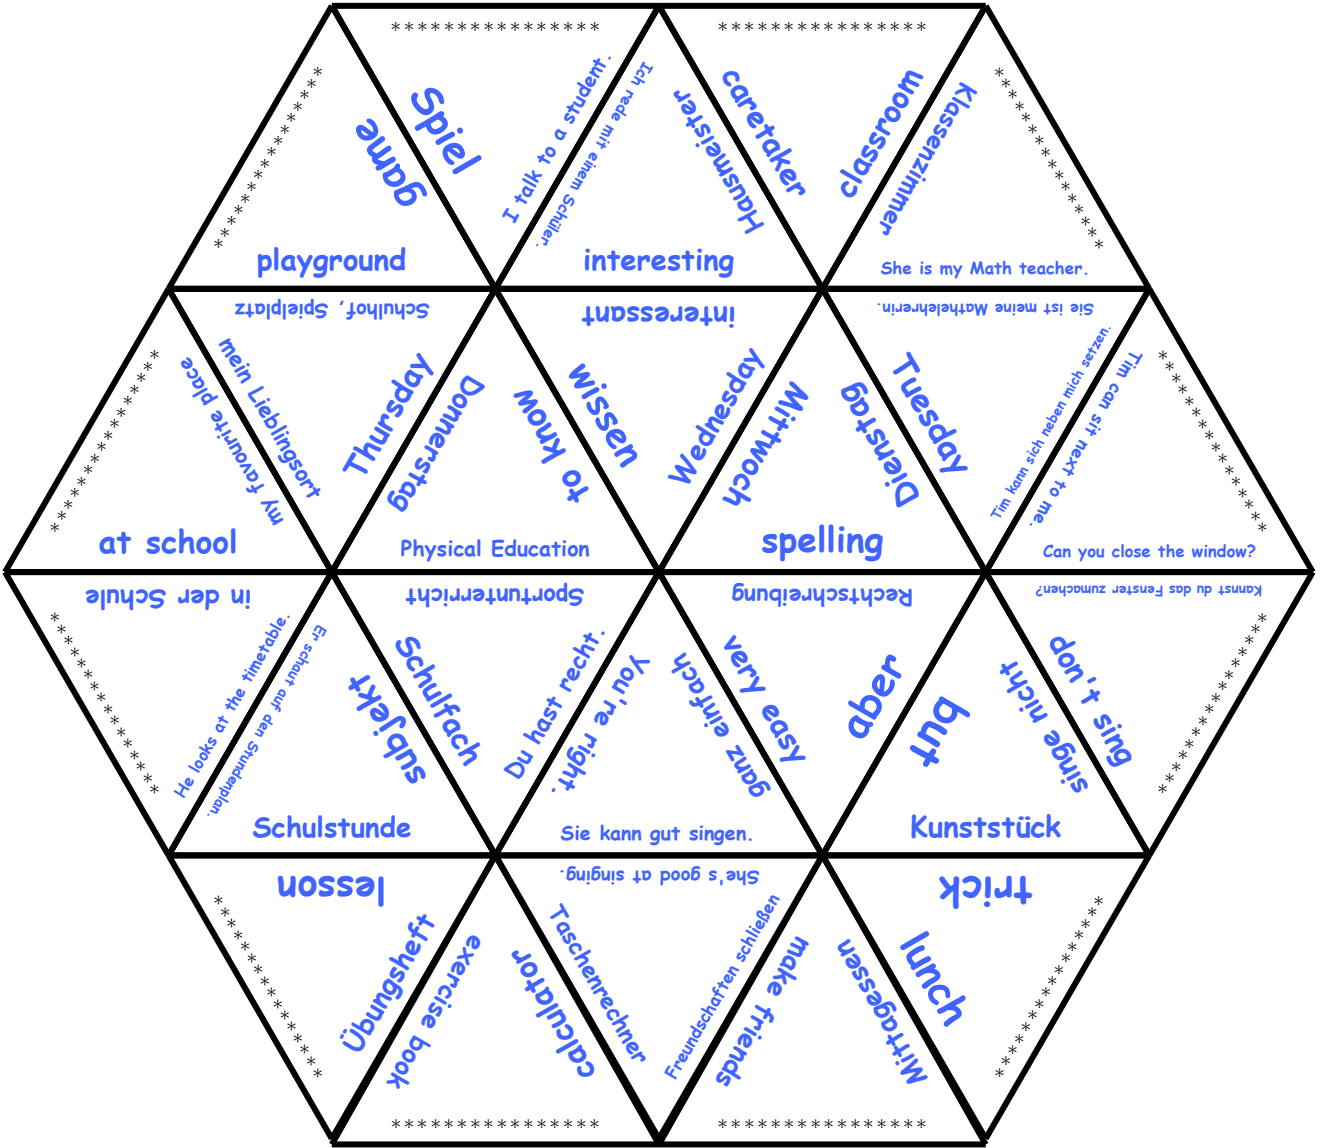 ****************
****************
****************
game
Spiel
I talk to a student.
Ich rede mit einem Schüler.
Hausmeister
caretaker
classroom
Klassenzimmer
****************
playground
interesting
She is my Math teacher.
Schulhof, Spielplatz
interessant
Sie ist meine Mathelehrerin.
****************
my favourite place
mein Lieblingsort
Thursday
Donnerstag
to know
wissen
Wednesday
Mittwoch
Dienstag
Tuesday
Tim kann sich neben mich setzen.
Tim can sit next to me.
****************
at school
Physical Education
spelling
Can you close the window?
in der Schule
Sportunterricht
Rechtschreibung
Kannst du das Fenster zumachen?
****************
He looks at the timetable.
Er schaut auf den Stundenplan.
subjekt
Schulfach
Du hast recht.
You're right.
ganz einfach
very easy
aber
but
singe nicht
don't sing
****************
Schulstunde
Sie kann gut singen.
Kunststück
lesson
She's good at singing.
trick
****************
Übungsheft
exercise book
calculator
Taschenrechner
Freundschaften schließen
make friends
Mittagessen
lunch
****************
****************
****************